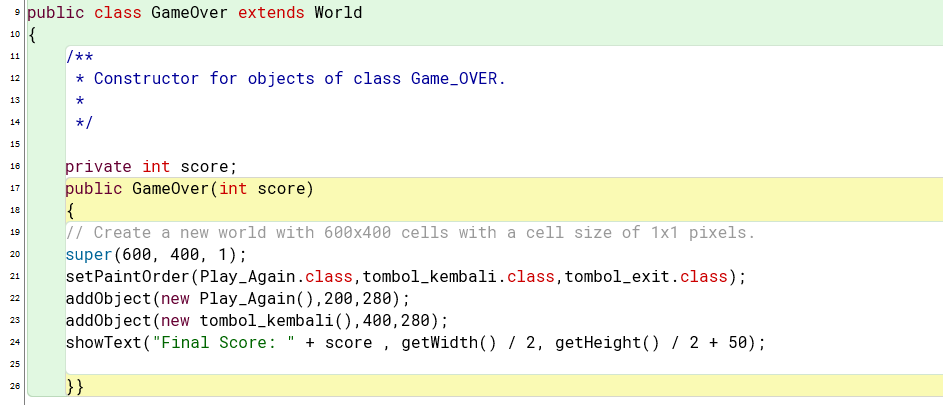 9 public class GameOver extends World
10 {
11 /**
12 * Constructor for objects of class Game_OVER.
13 *
14 */
15
16 private int score;
17 public GameOver(int score)
18 {
19 // Create a new world with 600x400 cells with a cell size of 1x1 pixels.
20 super(600, 400, 1);
21 setPaintOrder(Play_Again.class,tombol_kembali.class,tombol_exit.class);
22 addObject(new Play_Again(),200,280);
23 addObject(new tombol_kembali(),400,280);
24 showText("Final Score: " + score , getWidth() / 2, getHeight() / 2 + 50);
25
26 }}